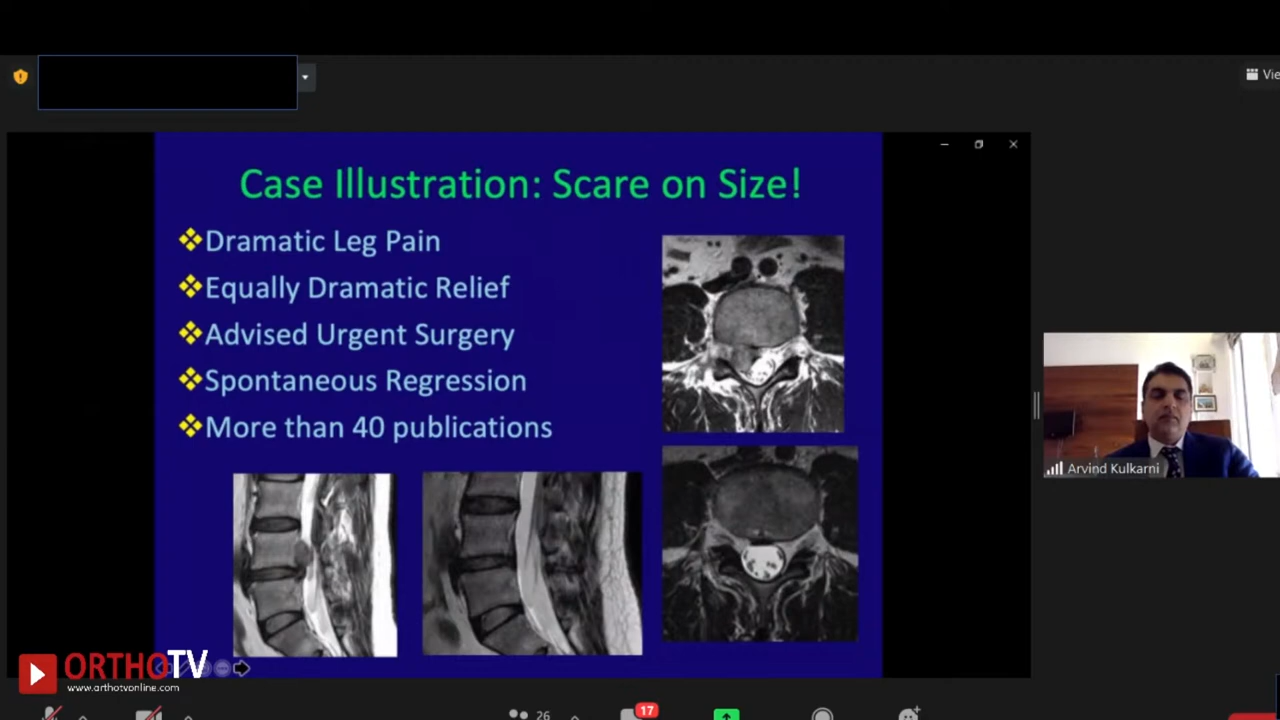 Vie
Case Illustration: Scare on Size!
Dramatic Leg Pain
Equally Dramatic Relief
Advised Urgent Surgery
Spontaneous Regression
More than 40 publications
Arvind Kulkarni
ORTHOTV
www.orthotvonline.com
26
17